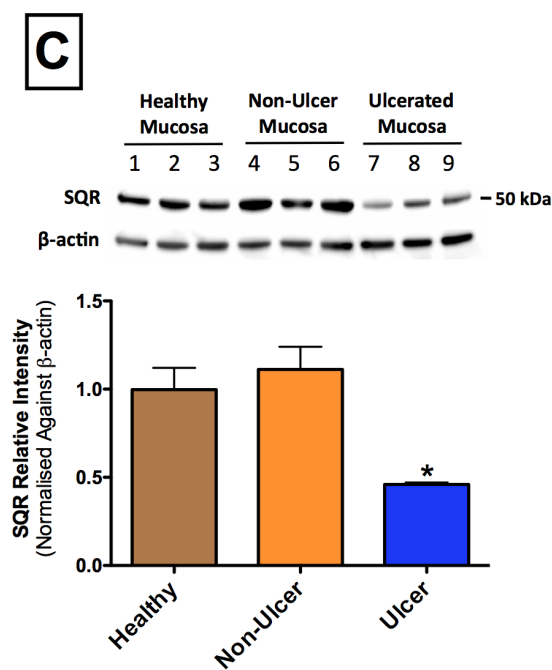 C
Healthy Mucosa
Non-Ulcer Mucosa
Ulcerated Mucosa
1 2 3 4 5 6 7 8 9
SQR
50 kDa
β-actin
SQR Relative Intensity
(Normalised Against β-actin)
1.5
1.0
0.5
0.0
*
Healthy
Non-Ulcer
Ulcer